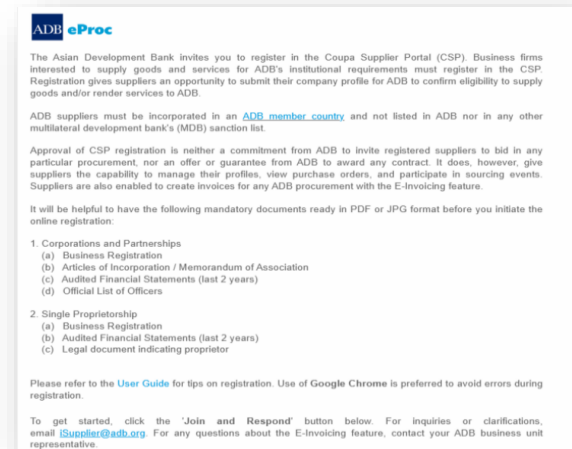 ADB eProc
The Asian Development Bank invites you to register in the Coupa Supplier Portal (CSP). Business firms
interested to supply goods and services for ADB's institutional requirements must register in the CSP.
Registration gives suppliers an opportunity to submit their company profile for ADB to confirm eligibility to supply
goods and/or render services to ADB.
ADB suppliers must be incorporated in an ADB member country and not listed in ADB nor in any other
multilateral development bank's (MDB) sanction list.
Approval of CSP registration is neither a commitment from ADB to invite registered suppliers to bid in any
particular procurement, nor an offer or guarantee from ADB to award any contract. It does, however, give
suppliers the capability to manage their profiles, view purchase orders, and participate in sourcing events.
Suppliers are also enabled to create invoices for any ADB procurement with the E-Invoicing feature.
It will be helpful to have the following mandatory documents ready in PDF or JPG format before you initiate the
online registration:
1. Corporations and Partnerships
(a) Business Registration
(b) Articles of Incorporation / Memorandum of Association
(c) Audited Financial Statements (last 2 years)
(d) Official List of Officers
2. Single Proprietorship
(a) Business Registration
(b) Audited Financial Statements (last 2 years)
(c) Legal document indicating proprietor
Please refer to the User Guide for tips on registration. Use of Google Chrome is preferred to avoid errors during
registration.
To get started, click the 'Join and Respond' button below. For inquiries or clarifications,
email iSupplier@adb.org. For any questions about the E-Invoicing feature, contact your ADB business unit
representative.